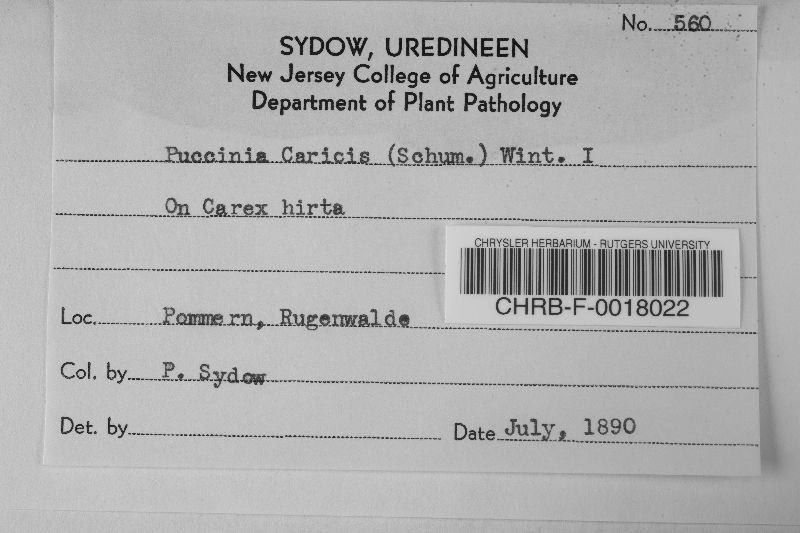 No. 560
SYDOW, UREDINEEN
New Jersey College of Agriculture
Department of Plant Pathology
Puccinia Caricis (Schum.) Wint. I
On Carex hirta
CHRYSLER HERBARIUM - RUTGERS UNIVERSITY
CHRB-F-0018022
Loc. Pommern, Rugenwalde
Col. by P. Sydow
Det. by
Date July, 1890